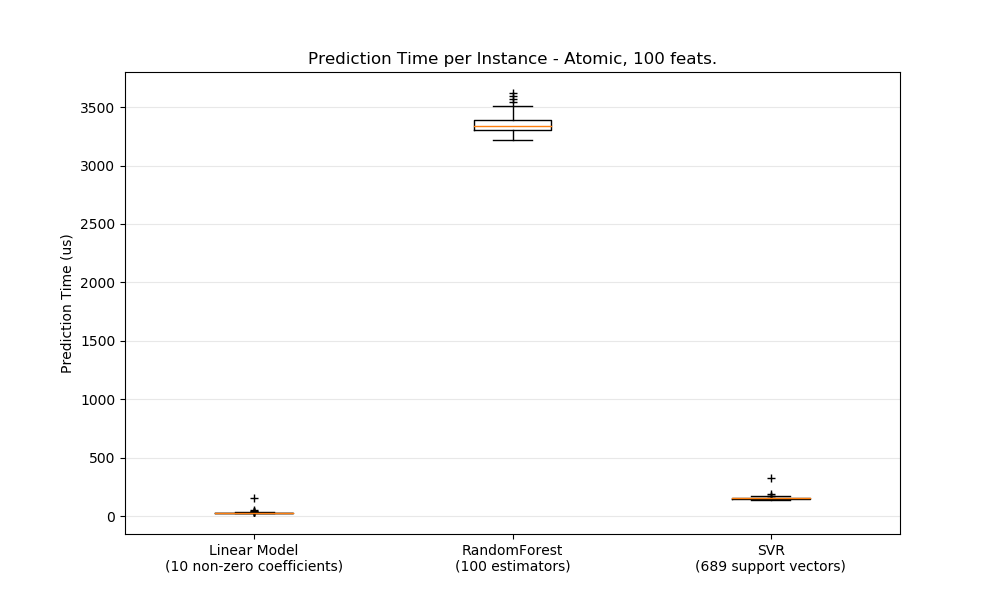 Prediction Time per Instance - Atomic, 100 feats.
Prediction Time (us)
3500
3000
2500
2000
1500
1000
500
0
Linear Model
(10 non-zero coefficients)
RandomForest
(100 estimators)
SVR
(689 support vectors)